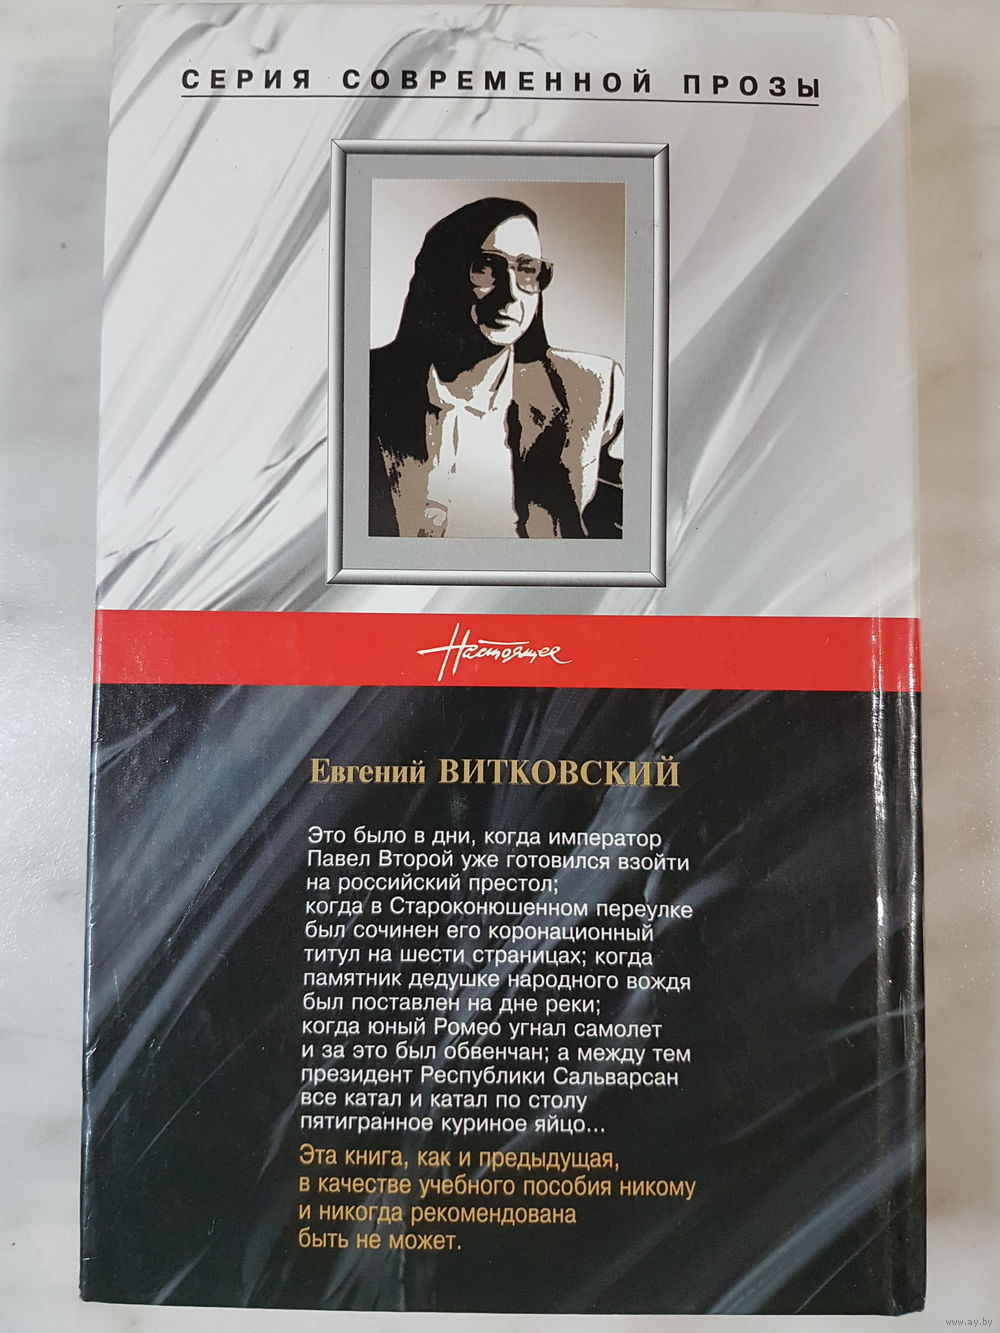 СЕРИЯ СОВРЕМЕННОЙ ПРОЗЫ
Настоящее
Евгений ВИТКОВСКИЙ
Это было в дни, когда император
Павел Второй уже готовился взойти
на российский престол;
когда в Староконюшенном переулке
был сочинен его коронационный
титул на шести страницах; когда
памятник дедушке народного вождя
был поставлен на дне реки;
когда юный Ромео угнал самолет
и за это был обвенчан; а между тем
президент Республики Сальварсан
все катал и катал по столу
пятигранное куриное яйцо...
Эта книга, как и предыдущая,
в качестве учебного пособия никому
и никогда рекомендована
быть не может.
www.ay.by